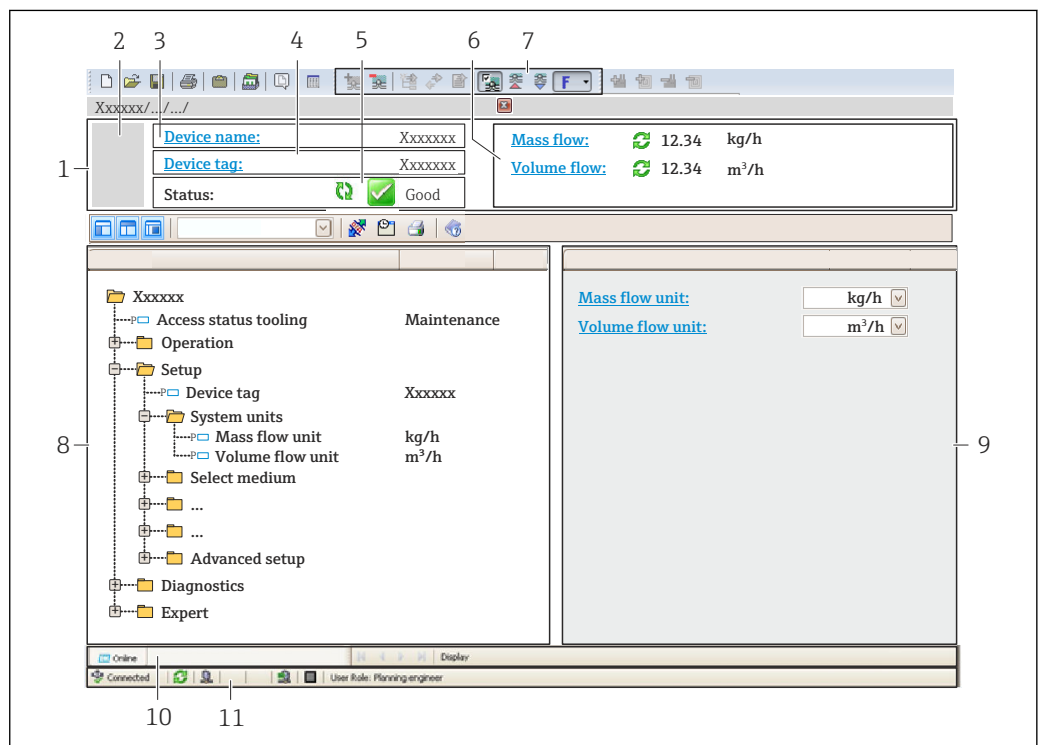 2 3 4 5 6 7
F
Xxxxxx/.../.../
1
Device name: Xxxxxxx
Device tag: Xxxxxxx
Status: Good
Mass flow: 12.34 kg/h
Volume flow: 12.34 m³/h
Xxxxxx
P Access status tooling Maintenance
Operation
Setup
P Device tag Xxxxxx
System units
P Mass flow unit kg/h
P Volume flow unit m³/h
Select medium
...
...
Advanced setup
Diagnostics
Expert
8
Mass flow unit: kg/h
Volume flow unit: m³/h
9
Online Display
Connected User Role: Planning engineer
10 11